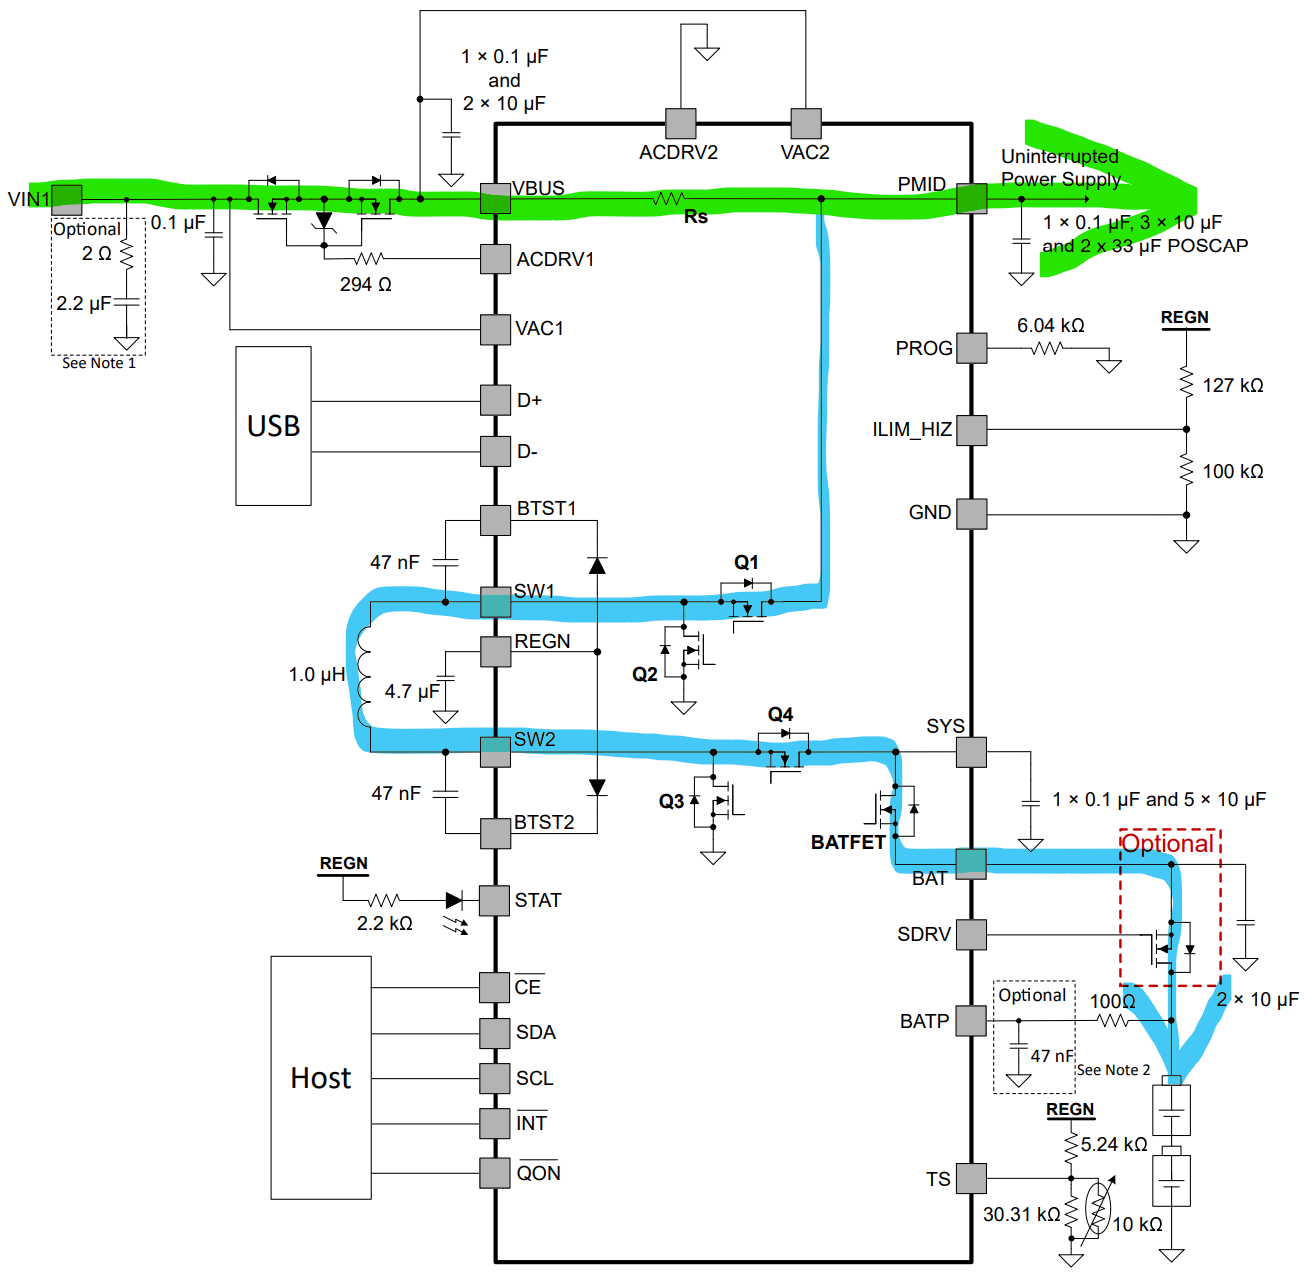 1 × 0.1 µF
and
2 × 10 µF
ACDRV2
VAC2
VIN1
VBUS
Rs
PMID
Uninterrupted
Power Supply
1 × 0.1 µF, 3 × 10 µF
and 2 x 33 µF POSCAP
Optional
2 Ω
2.2 µF
See Note 1
0.1 µF
294 Ω
ACDRV1
VAC1
USB
D+
D-
PROG
6.04 kΩ
REGN
127 kΩ
ILIM_HIZ
100 kΩ
GND
BTST1
47 nF
SW1
Q1
REGN
Q2
1.0 µH
4.7 µF
SW2
Q4
SYS
47 nF
Q3
BTST2
BATFET
1 × 0.1 µF and 5 × 10 µF
Optional
BAT
REGN
2.2 kΩ
STAT
SDRV
2 × 10 µF
Host
CE
SDA
SCL
INT
QON
BATP
Optional
47 nF
100Ω
See Note 2
REGN
5.24 kΩ
TS
30.31 kΩ
10 kΩ